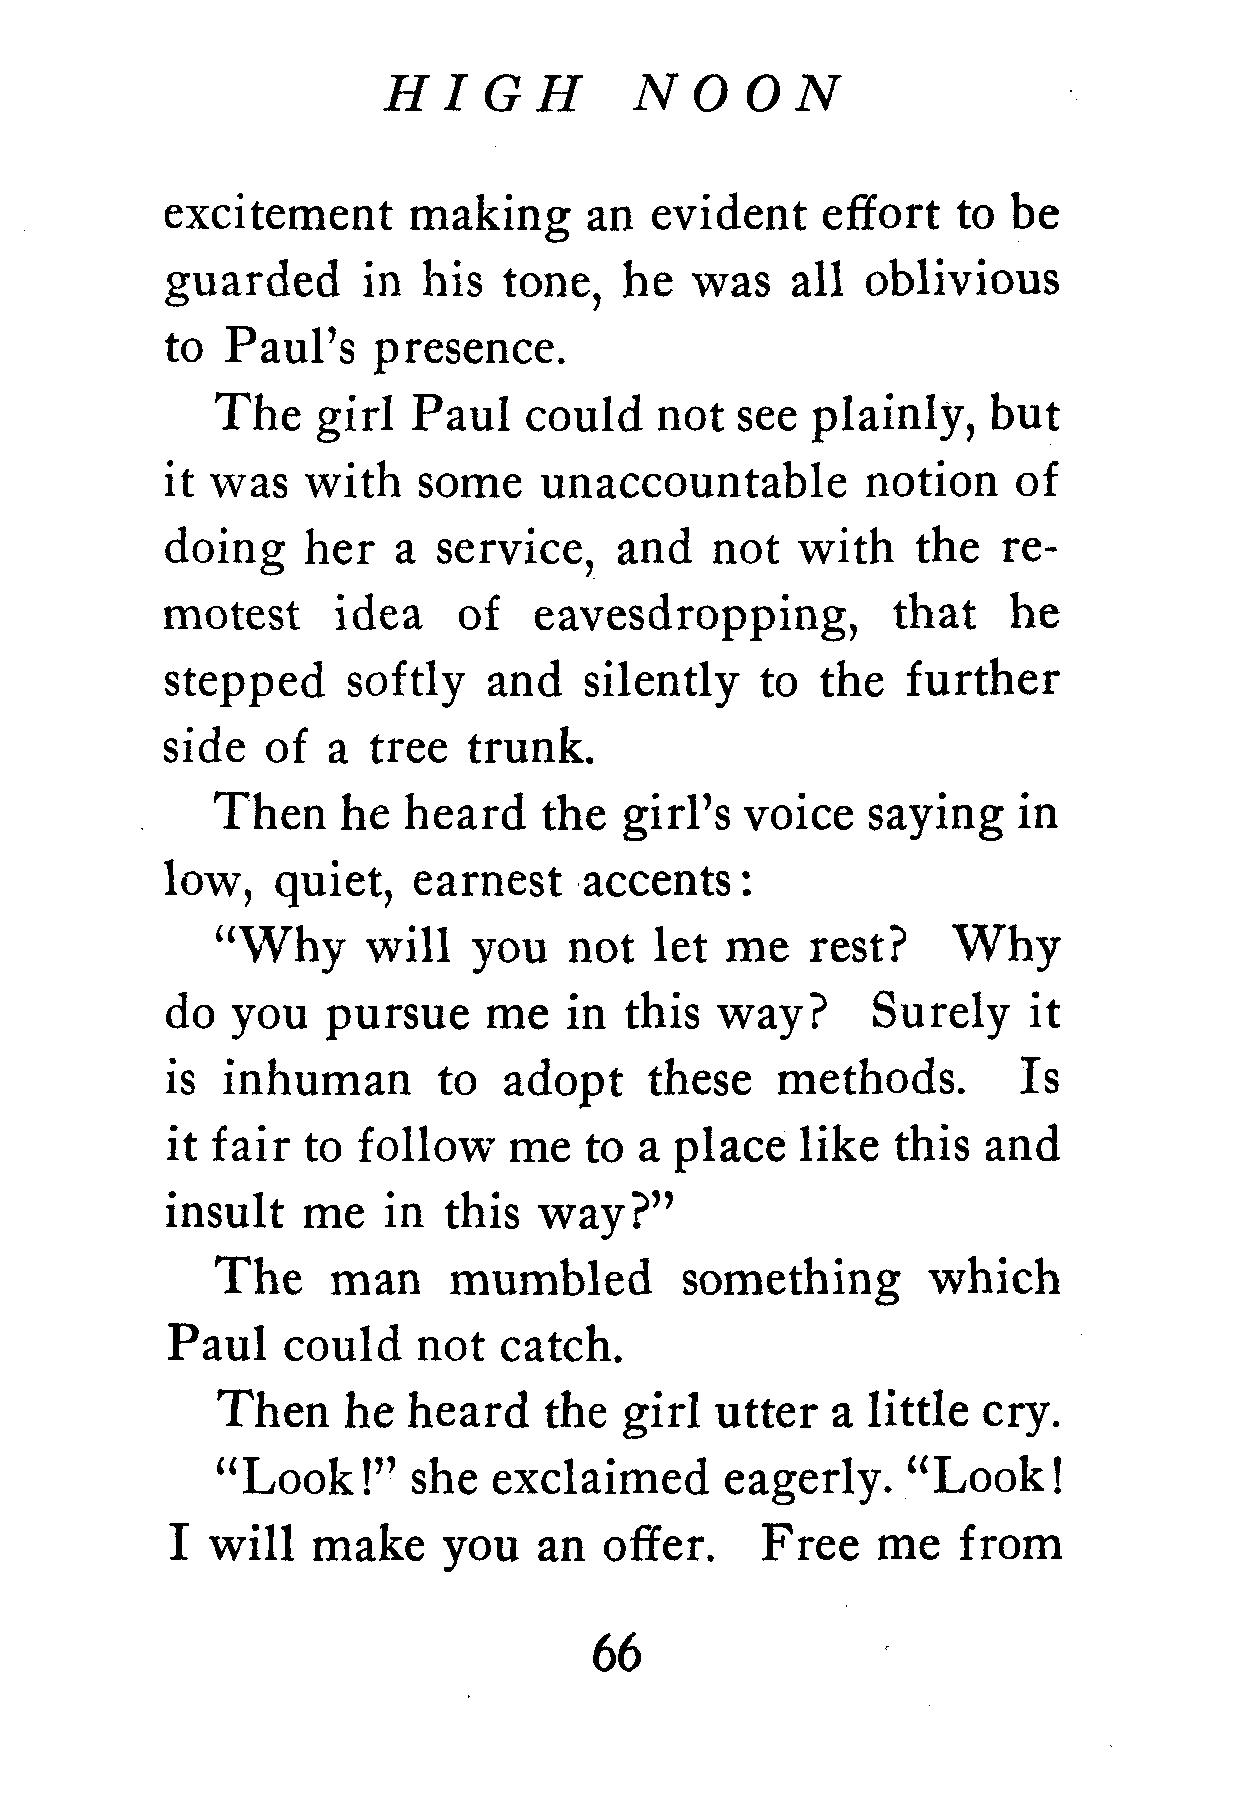 HIGH NOON
excitement making an evident effort to be
guarded in his tone, he was all oblivious
to Paul's presence.
The girl Paul could not see plainly, but
it was with some unaccountable notion of
doing her a service, and not with the re-
motest idea of eavesdropping, that he
stepped softly and silently to the further
side of a tree trunk.
Then he heard the girl's voice saying in
low, quiet, earnest accents:
“Why will you not let me rest? Why
do you pursue me in this way? Surely it
is inhuman to adopt these methods. Is
it fair to follow me to a place like this and
insult me in this way?”
The man mumbled something which
Paul could not catch.
Then he heard the girl utter a little cry.
“Look!” she exclaimed eagerly. “Look!
I will make you an offer. Free me from
66